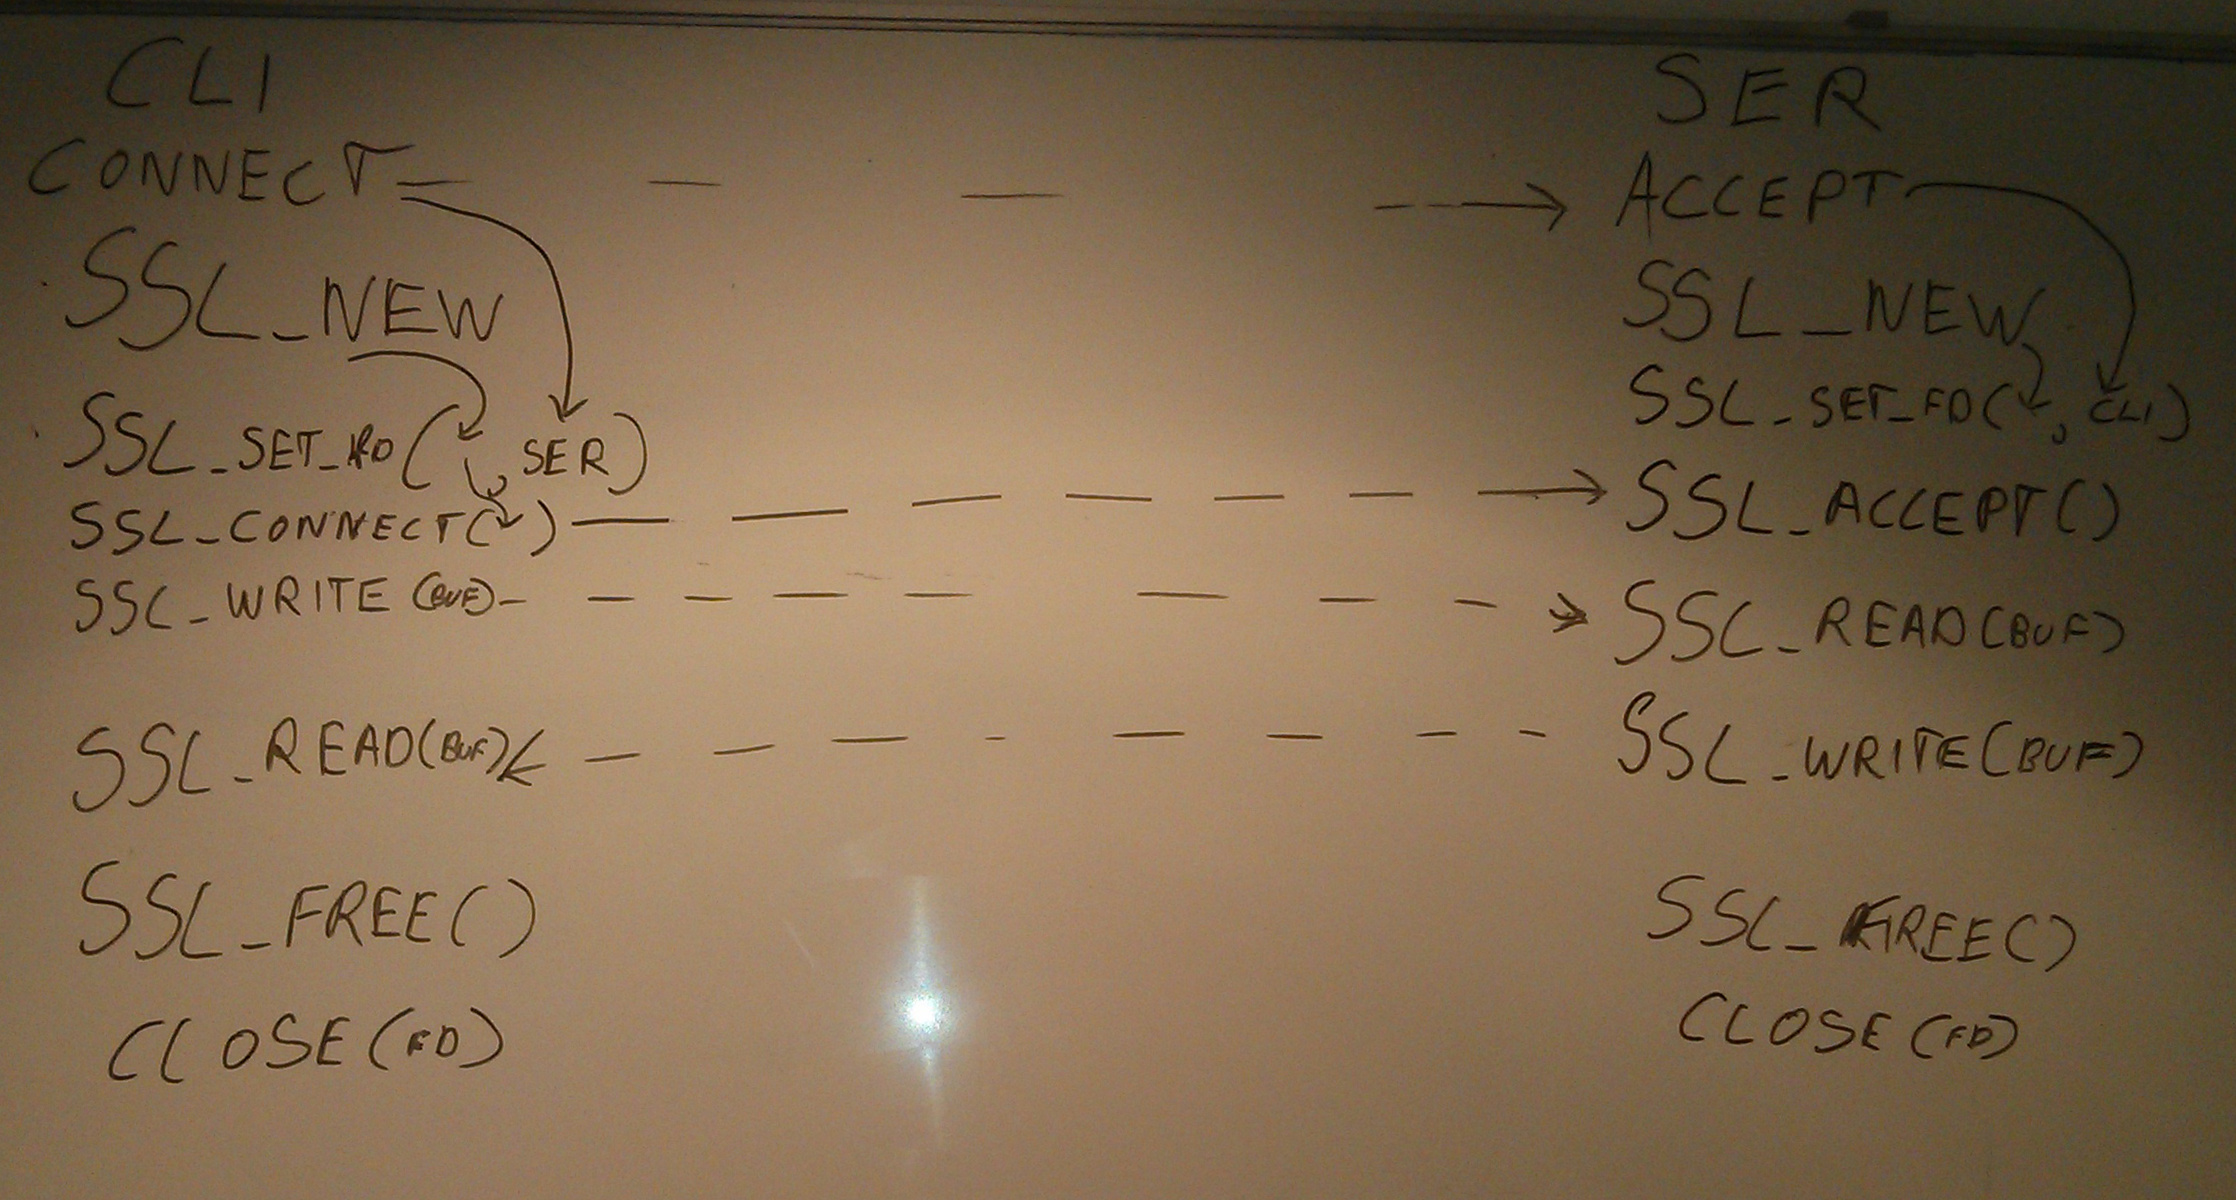 CLI
CONNECT
SSL_NEW
SSL_SET_FD( , SER)
SSL_CONNECT( )
SSL_WRITE (BUF)
SSL_READ(BUF)
SSL_FREE()
CLOSE(FD)
SER
ACCEPT
SSL_NEW
SSL_SET_FD( , CLI)
SSL_ACCEPT()
SSL_READ(BUF)
SSL_WRITE(BUF)
SSL_FREE()
CLOSE(FD)